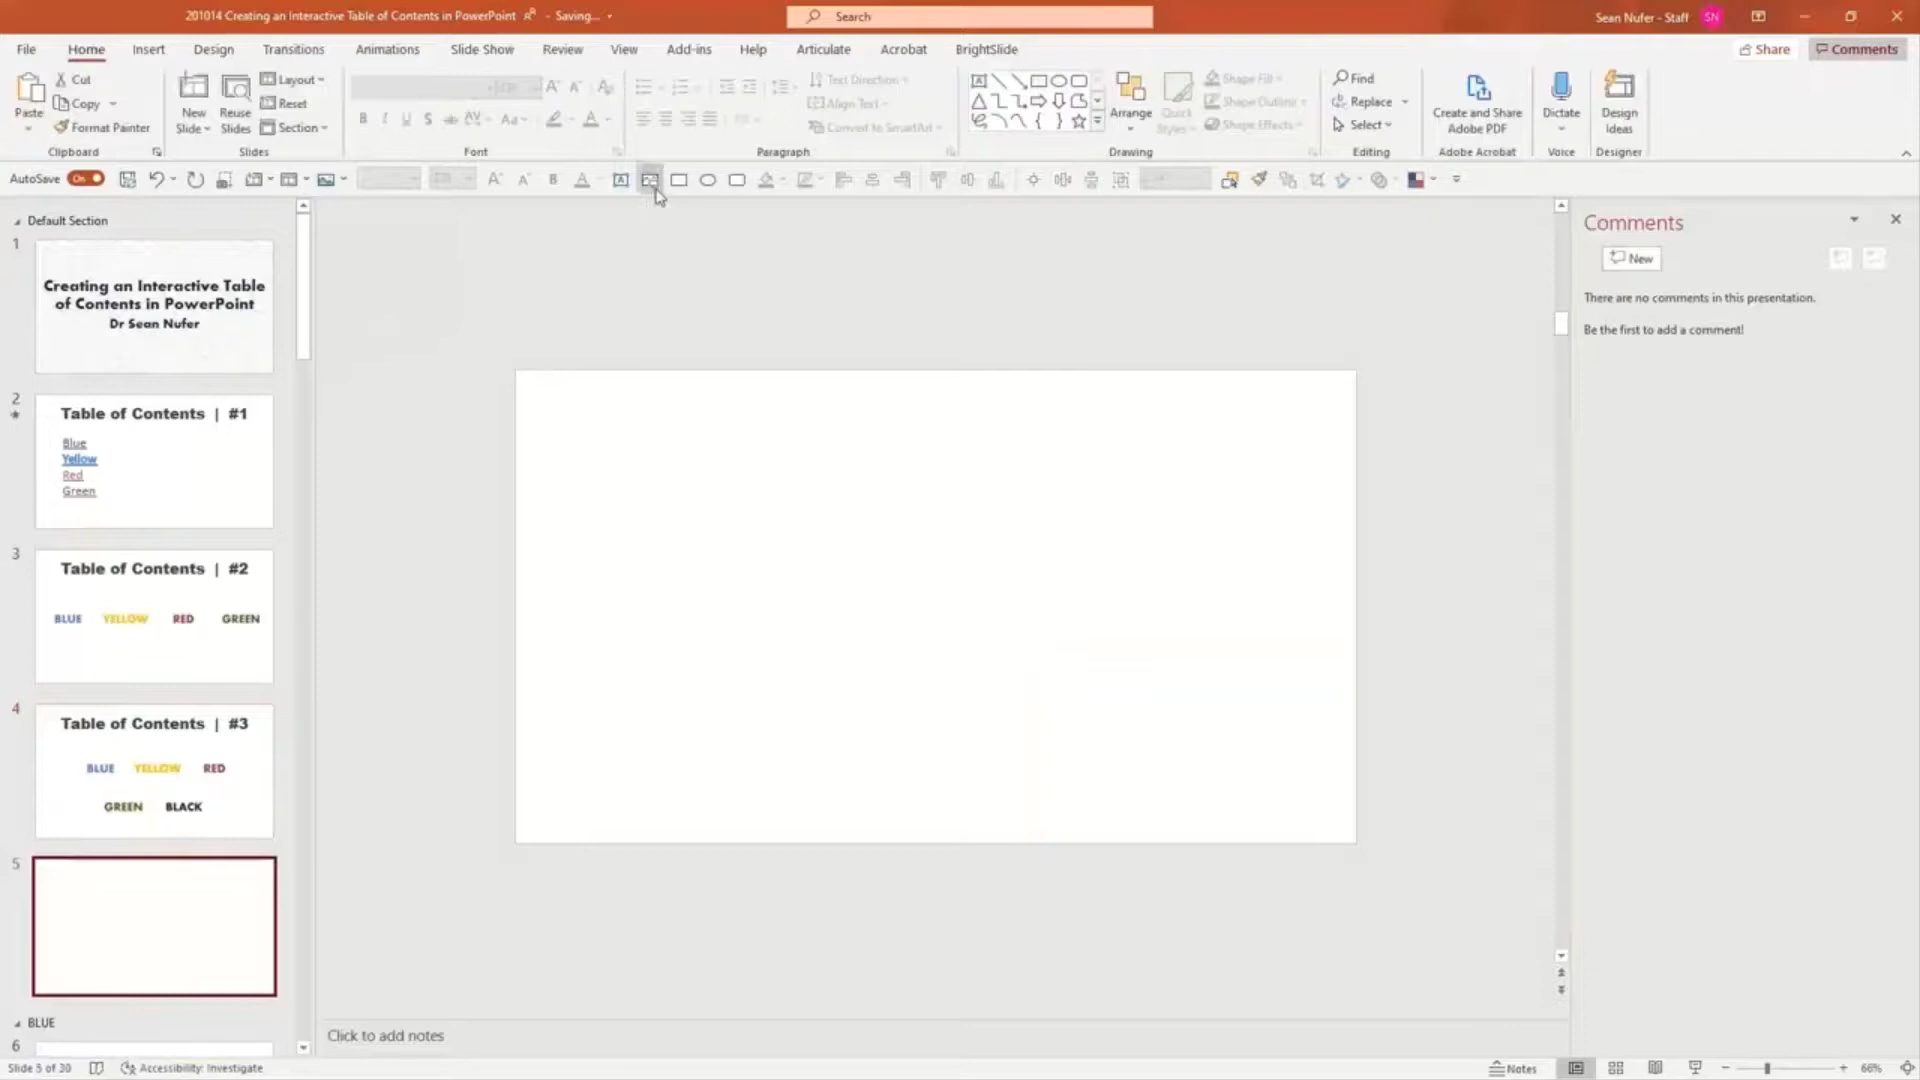 201014 Creating an Interactive Table of Contents in PowerPoint - Saving...
Search
Sean Nufer - Staff SN
File Home Insert Design Transitions Animations Slide Show Review View Add-ins Help Articulate Acrobat BrightSlide
Share Comments
Paste
Cut
Copy
Format Painter
Clipboard
New
Slide
Reuse
Slides
Layout
Reset
Section
Slides
Font
Text Direction
Align Text
Convert to SmartArt
Paragraph
Arrange
Quick
Styles
Shape Fill
Shape Outline
Shape Effects
Drawing
Find
Replace
Select
Editing
Create and Share
Adobe PDF
Adobe Acrobat
Dictate
Voice
Design
Ideas
Designer
AutoSave On
Default Section
1
Creating an Interactive Table
of Contents in PowerPoint
Dr Sean Nufer
2
Table of Contents | #1
Blue
Yellow
Red
Green
3
Table of Contents | #2
BLUE YELLOW RED GREEN
4
Table of Contents | #3
BLUE YELLOW RED
GREEN BLACK
5
BLUE
6
Comments
New
There are no comments in this presentation.
Be the first to add a comment!
Click to add notes
Slide 5 of 30
Accessibility: Investigate
Notes
66%